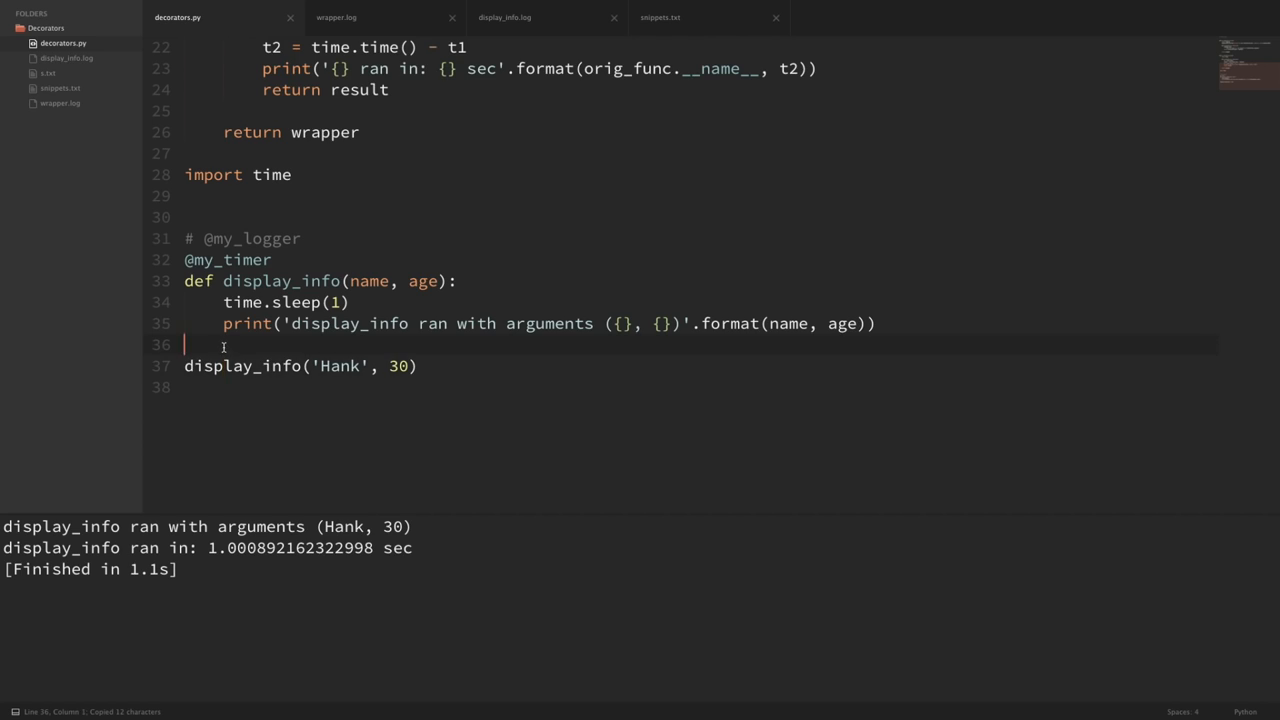 FOLDERS
Decorators
decorators.py
display_info.log
s.txt
snippets.txt
wrapper.log
decorators.py × wrapper.log × display_info.log × snippets.txt ×
22 t2 = time.time() - t1
23 print('{} ran in: {} sec'.format(orig_func.__name__, t2))
24 return result
25
26 return wrapper
27
28 import time
29
30
31 # @my_logger
32 @my_timer
33 def display_info(name, age):
34 time.sleep(1)
35 print('display_info ran with arguments ({}, {})'.format(name, age))
36
37 display_info('Hank', 30)
38
display_info ran with arguments (Hank, 30)
display_info ran in: 1.000892162322998 sec
[Finished in 1.1s]
Line 36, Column 1; Copied 12 characters Spaces: 4 Python